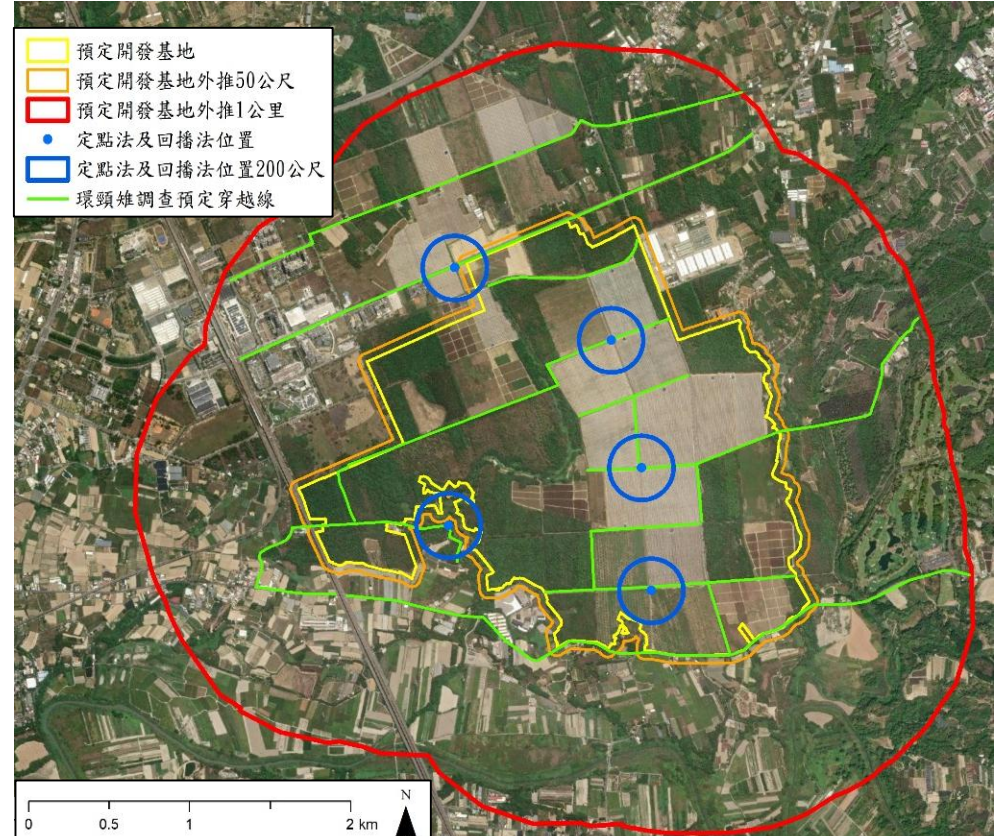 預定開發基地
預定開發基地外推50公尺
預定開發基地外推1公里
定點法及回播法位置
定點法及回播法位置200公尺
環頸雉調查預定穿越線
0 0.5 1 2 km
N